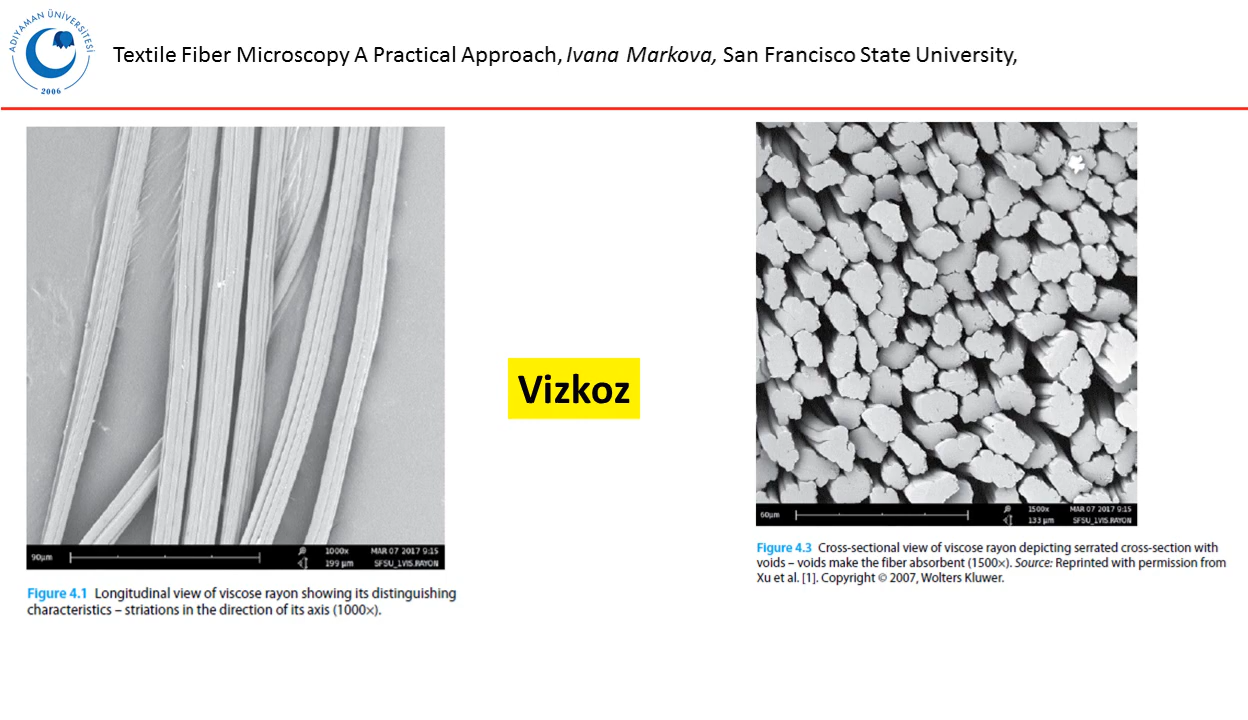 ADIYAMAN ÜNİVERSİTESİ
2006
Textile Fiber Microscopy A Practical Approach, Ivana Markova, San Francisco State University,
90µm
1000x
MAR 07 2017 9:15
199 µm
SFSU_1VIS.RAYON
Figure 4.1 Longitudinal view of viscose rayon showing its distinguishing
characteristics – striations in the direction of its axis (1000×).
Vizkoz
60µm
1500x
MAR 07 2017 9:15
133 µm
SFSU_1VIS.RAYON
Figure 4.3 Cross-sectional view of viscose rayon depicting serrated cross-section with
voids – voids make the fiber absorbent (1500×). Source: Reprinted with permission from
Xu et al. [1]. Copyright © 2007, Wolters Kluwer.